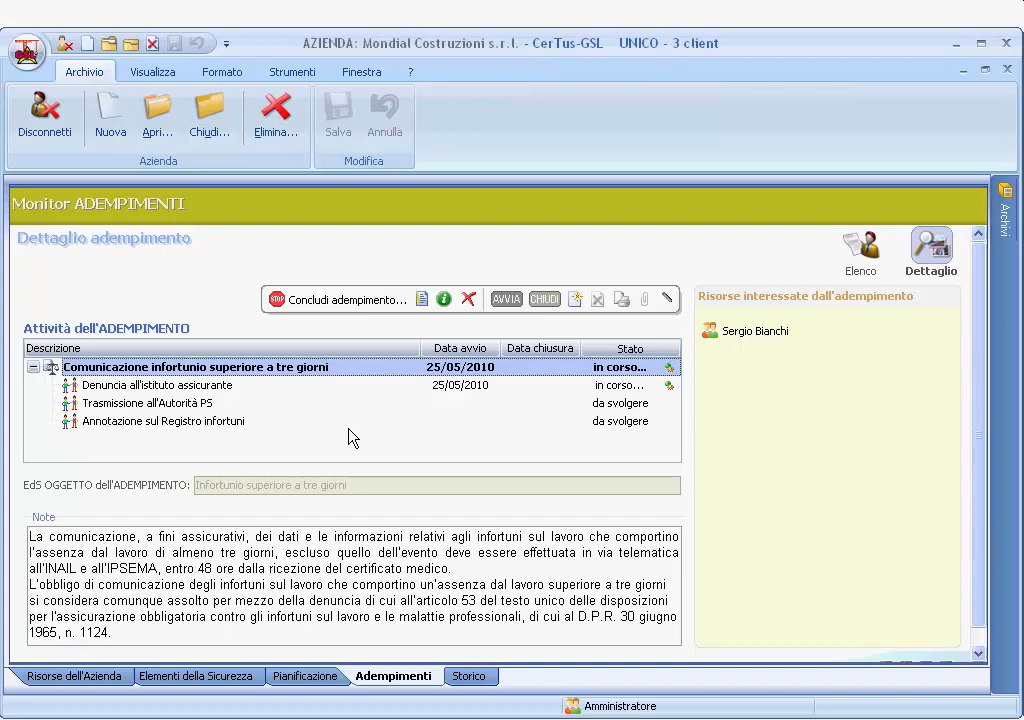 AZIENDA: Mondial Costruzioni s.r.l. - CerTus-GSL    UNICO - 3 client
Archivio Visualizza Formato Strumenti Finestra ?
Disconnetti Nuova Apri... Chiudi... Elimina... Salva Annulla
Azienda Modifica
Archivi
Monitor ADEMPIMENTI
Dettaglio adempimento
Elenco Dettaglio
STOP Concludi adempimento... AVVIA CHIUDI
Risorse interessate dall'adempimento
Sergio Bianchi
Attività dell'ADEMPIMENTO
Descrizione Data avvio Data chiusura Stato
Comunicazione infortunio superiore a tre giorni 25/05/2010 in corso...
Denuncia all'istituto assicurante 25/05/2010 in corso...
Trasmissione all'Autorità PS da svolgere
Annotazione sul Registro infortuni da svolgere
EdS OGGETTO dell'ADEMPIMENTO: Infortunio superiore a tre giorni
Note
La comunicazione, a fini assicurativi, dei dati e le informazioni relativi agli infortuni sul lavoro che comportino
l'assenza dal lavoro di almeno tre giorni, escluso quello dell'evento deve essere effettuata in via telematica
all'INAIL e all'IPSEMA, entro 48 ore dalla ricezione del certificato medico.
L'obbligo di comunicazione degli infortuni sul lavoro che comportino un'assenza dal lavoro superiore a tre giorni
si considera comunque assolto per mezzo della denuncia di cui all'articolo 53 del testo unico delle disposizioni
per l'assicurazione obbligatoria contro gli infortuni sul lavoro e le malattie professionali, di cui al D.P.R. 30 giugno
1965, n. 1124.
Risorse dell'Azienda Elementi della Sicurezza Pianificazione Adempimenti Storico
Amministratore